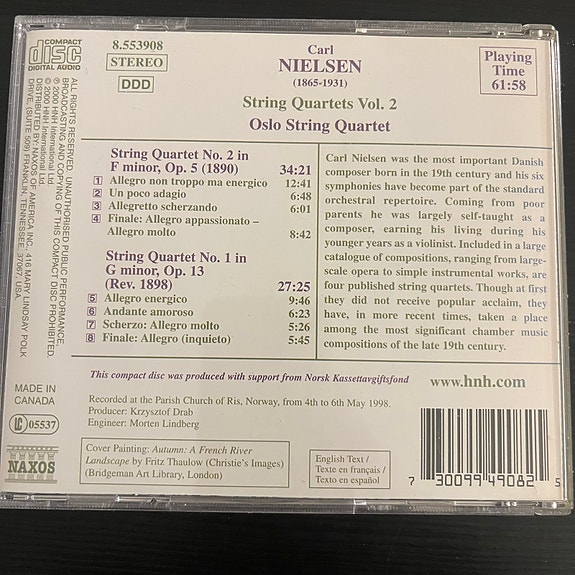 COMPACT
disc
DIGITAL AUDIO
8.553908
STEREO
DDD
Carl
NIELSEN
(1865-1931)
String Quartets Vol. 2
Oslo String Quartet
Playing
Time
61:58
String Quartet No. 2 in
F minor, Op. 5 (1890) 34:21
1 Allegro non troppo ma energico 12:41
2 Un poco adagio 6:48
3 Allegretto scherzando 6:01
4 Finale: Allegro appassionato –
Allegro molto 8:42
String Quartet No. 1 in
G minor, Op. 13
(Rev. 1898) 27:25
5 Allegro energico 9:46
6 Andante amoroso 6:23
7 Scherzo: Allegro molto 5:26
8 Finale: Allegro (inquieto) 5:45
Carl Nielsen was the most important Danish
composer born in the 19th century and his six
symphonies have become part of the standard
orchestral repertoire. Coming from poor
parents he was largely self-taught as a
composer, earning his living during his
younger years as a violinist. Included in a large
catalogue of compositions, ranging from large-
scale opera to simple instrumental works, are
four published string quartets. Though at first
they did not receive popular acclaim, they
have, in more recent times, taken a place
among the most significant chamber music
compositions of the late 19th century.
This compact disc was produced with support from Norsk Kassettavgiftsfond
www.hnh.com
Recorded at the Parish Church of Ris, Norway, from 4th to 6th May 1998.
Producer: Krzysztof Drab
Engineer: Morten Lindberg
Cover Painting: Autumn: A French River
Landscape by Fritz Thaulow (Christie's Images)
(Bridgeman Art Library, London)
English Text /
Texte en français /
Texto en español
7 30099 49082 5
ALL RIGHTS RESERVED. UNAUTHORISED PUBLIC PERFORMANCE,
BROADCASTING AND COPYING OF THIS COMPACT DISC PROHIBITED.
℗ 2000 HNH International Ltd
© 2000 HNH International Ltd
DISTRIBUTED BY: NAXOS OF AMERICA INC., 416 MARY LINDSAY POLK
DRIVE, (SUITE 509) FRANKLIN, TENNESSEE, 37067, USA.
MADE IN
CANADA
LC 05537
NAXOS